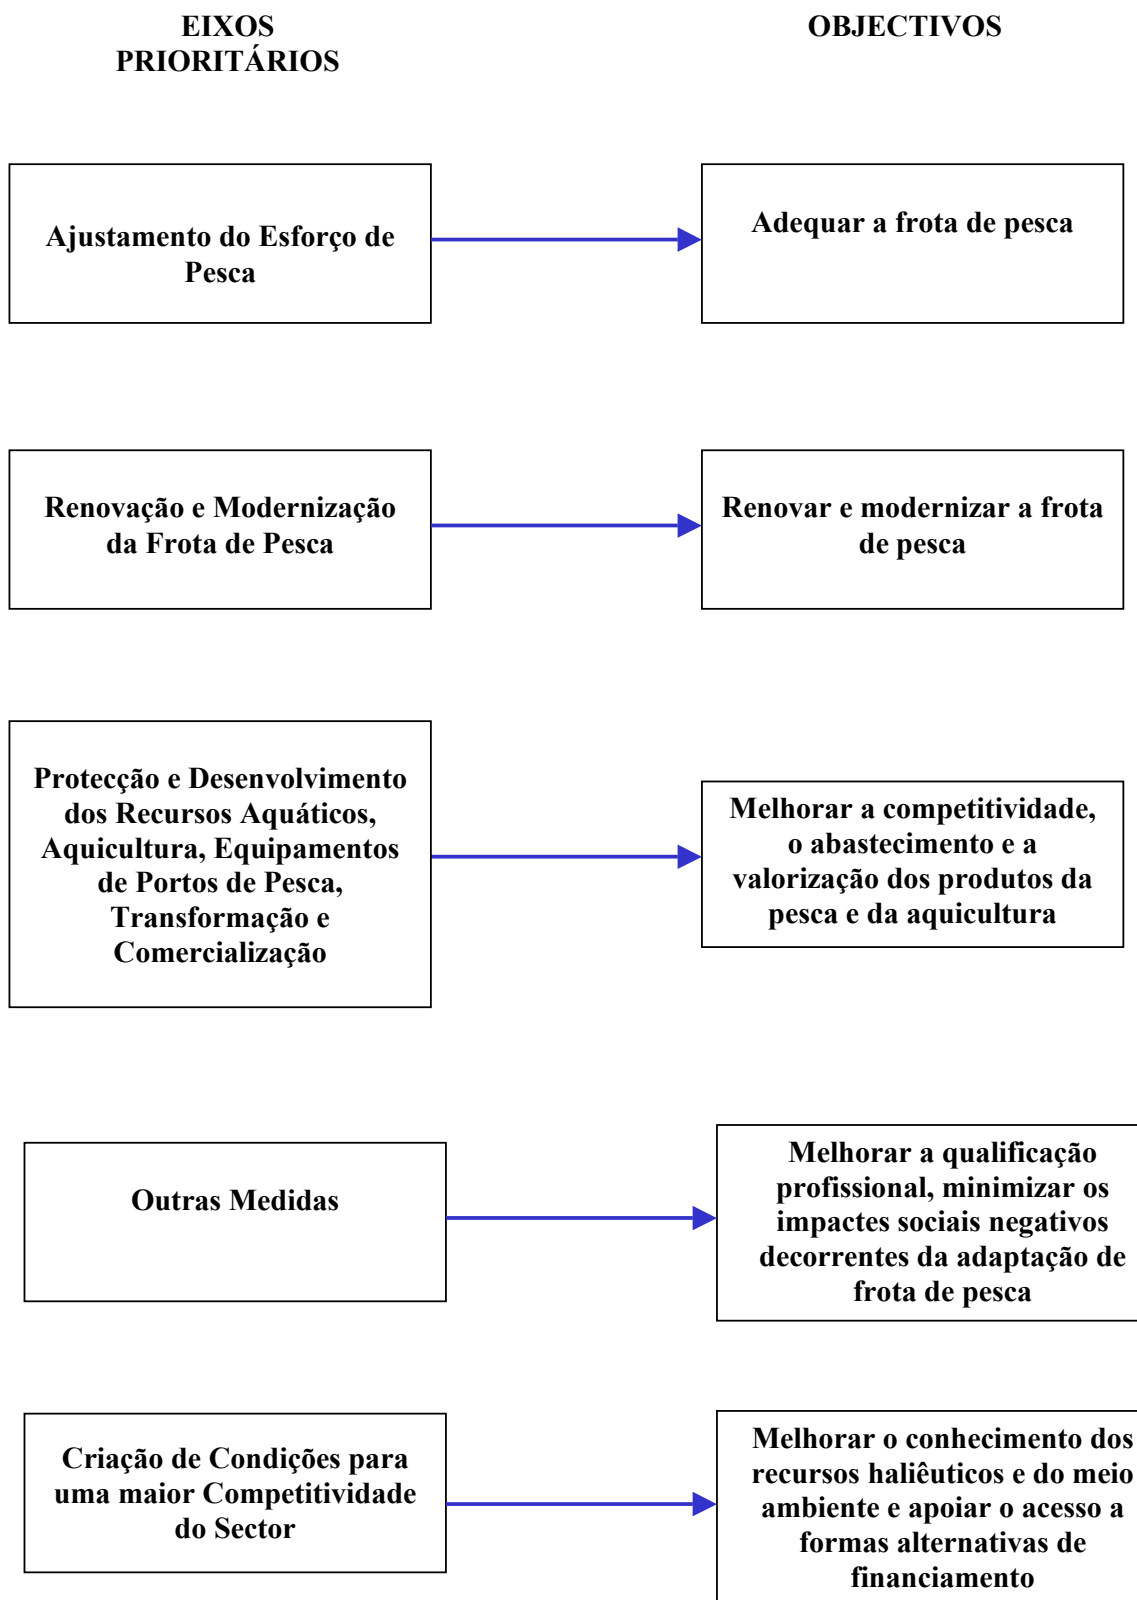 EIXOS
PRIORITÁRIOS
OBJECTIVOS
Ajustamento do Esforço de
Pesca
Adequar a frota de pesca
Renovação e Modernização
da Frota de Pesca
Renovar e modernizar a frota
de pesca
Protecção e Desenvolvimento
dos Recursos Aquáticos,
Aquicultura, Equipamentos
de Portos de Pesca,
Transformação e
Comercialização
Melhorar a competitividade,
o abastecimento e a
valorização dos produtos da
pesca e da aquicultura
Outras Medidas
Melhorar a qualificação
profissional, minimizar os
impactes sociais negativos
decorrentes da adaptação de
frota de pesca
Criação de Condições para
uma maior Competitividade
do Sector
Melhorar o conhecimento dos
recursos haliêuticos e do meio
ambiente e apoiar o acesso a
formas alternativas de
financiamento